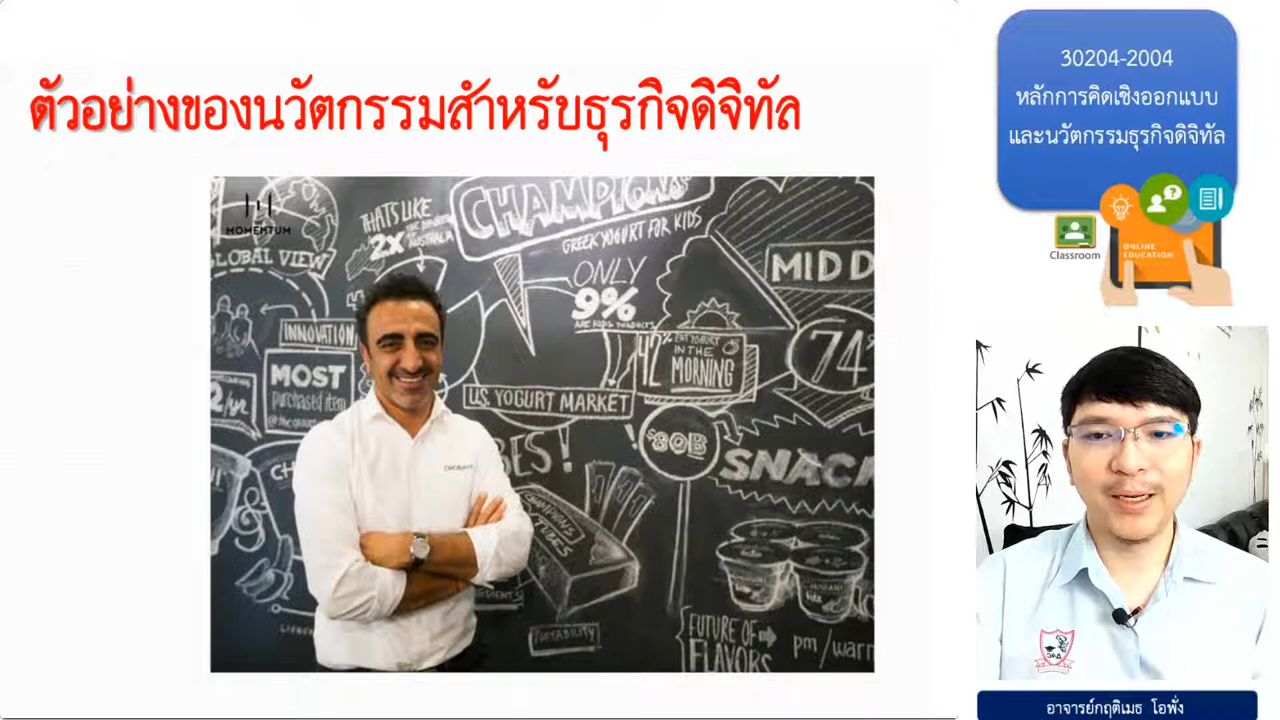 ตัวอย่างของนวัตกรรมสำหรับธุรกิจดิจิทัล
MOMENTUM
GLOBAL VIEW
THAT'S LIKE
2X
AUSTRALIA
CHAMPIONS
GREEK YOGURT FOR KIDS
ONLY
9%
ARE KIDS PRODUCTS
MIDD
INNOVATION
MOST
purchased item
42%
EAT YOGURT
IN THE
MORNING
74%
U.S. YOGURT MARKET
$80B
SNACK
CHAMPIONS
TUBES
PORTABILITY
FUTURE OF
FLAVORS
pm/warm
CHOBANI
30204-2004
หลักการคิดเชิงออกแบบ
และนวัตกรรมธุรกิจดิจิทัล
Classroom
ONLINE
EDUCATION
อาจารย์กฤติเมธ โอพั่ง